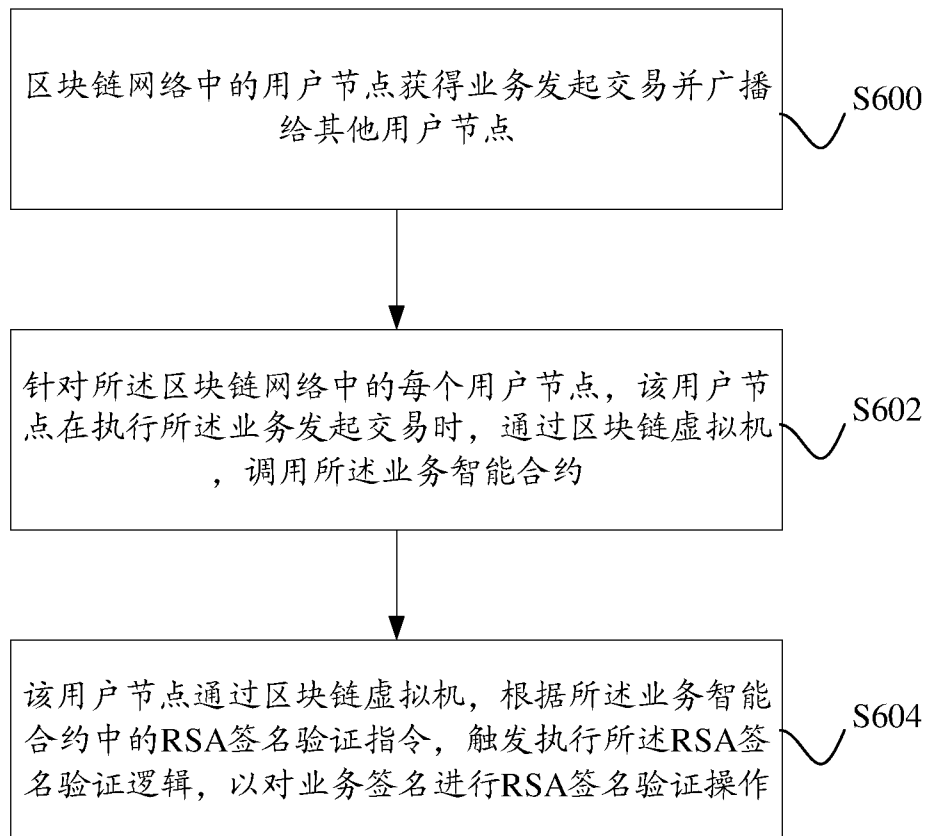 区块链网络中的用户节点获得业务发起交易并广播
给其他用户节点
S600
针对所述区块链网络中的每个用户节点，该用户节
点在执行所述业务发起交易时，通过区块链虚拟机
，调用所述业务智能合约
S602
该用户节点通过区块链虚拟机，根据所述业务智能
合约中的RSA签名验证指令，触发执行所述RSA签
名验证逻辑，以对业务签名进行RSA签名验证操作
S604